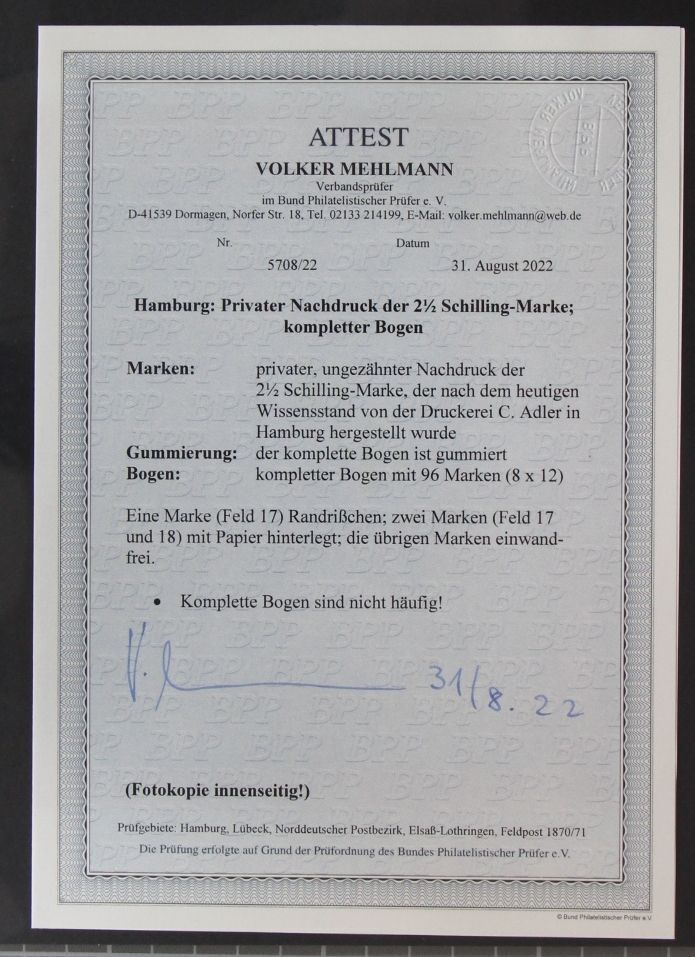 ATTEST
VOLKER MEHLMANN
Verbandsprüfer
im Bund Philatelistischer Prüfer e. V.
D-41539 Dormagen, Norfer Str. 18, Tel. 02133 214199, E-Mail: volker.mehlmann@web.de
Nr. Datum
5708/22 31. August 2022
Hamburg: Privater Nachdruck der 2½ Schilling-Marke;
kompletter Bogen
Marken: privater, ungezähnter Nachdruck der
2½ Schilling-Marke, der nach dem heutigen
Wissensstand von der Druckerei C. Adler in
Hamburg hergestellt wurde
Gummierung: der komplette Bogen ist gummiert
Bogen: kompletter Bogen mit 96 Marken (8 x 12)
Eine Marke (Feld 17) Randrißchen; zwei Marken (Feld 17
und 18) mit Papier hinterlegt; die übrigen Marken einwand-
frei.
• Komplette Bogen sind nicht häufig!
31/8. 22
(Fotokopie innenseitig!)
Prüfgebiete: Hamburg, Lübeck, Norddeutscher Postbezirk, Elsaß-Lothringen, Feldpost 1870/71
Die Prüfung erfolgte auf Grund der Prüfordnung des Bundes Philatelistischer Prüfer e.V.
© Bund Philatelistischer Prüfer e.V.